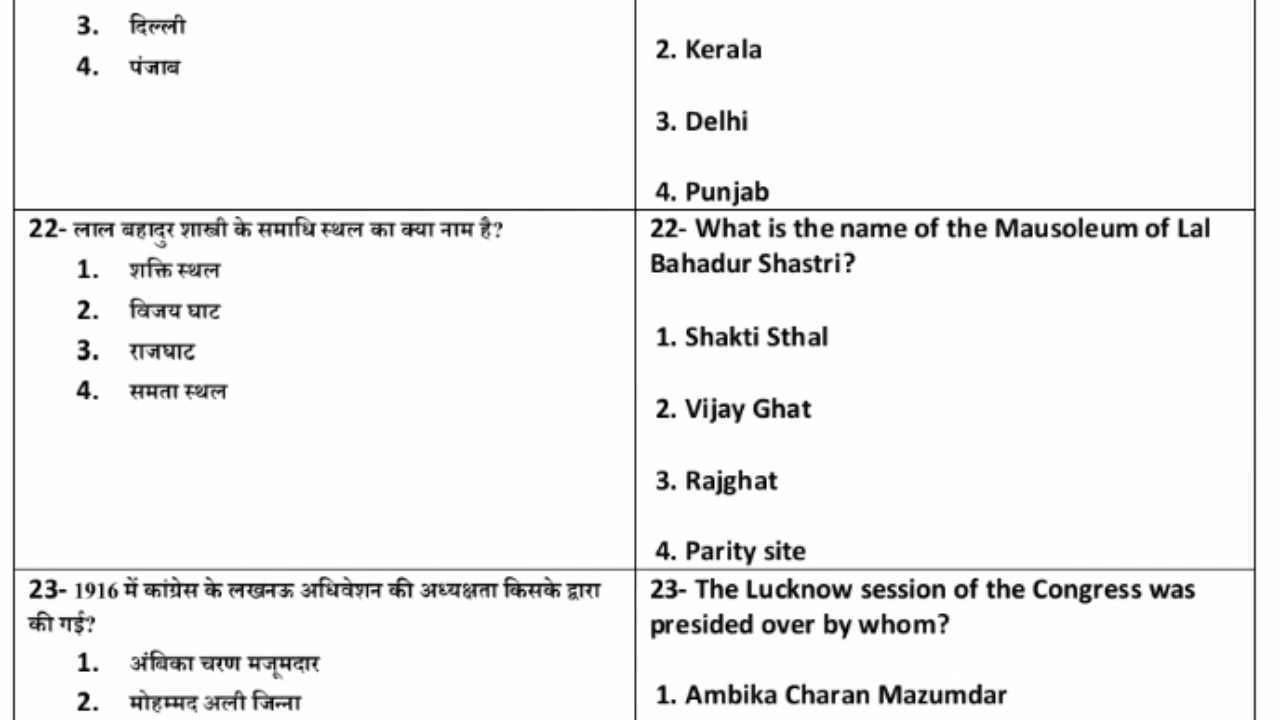 3. दिल्ली
4. पंजाब
2. Kerala
3. Delhi
4. Punjab
22- लाल बहादुर शास्त्री के समाधि स्थल का क्या नाम है?
1. शक्ति स्थल
2. विजय घाट
3. राजघाट
4. समता स्थल
22- What is the name of the Mausoleum of Lal
Bahadur Shastri?
1. Shakti Sthal
2. Vijay Ghat
3. Rajghat
4. Parity site
23- 1916 में कांग्रेस के लखनऊ अधिवेशन की अध्यक्षता किसके द्वारा
की गई?
1. अंबिका चरण मजूमदार
2. मोहम्मद अली जिन्ना
23- The Lucknow session of the Congress was
presided over by whom?
1. Ambika Charan Mazumdar